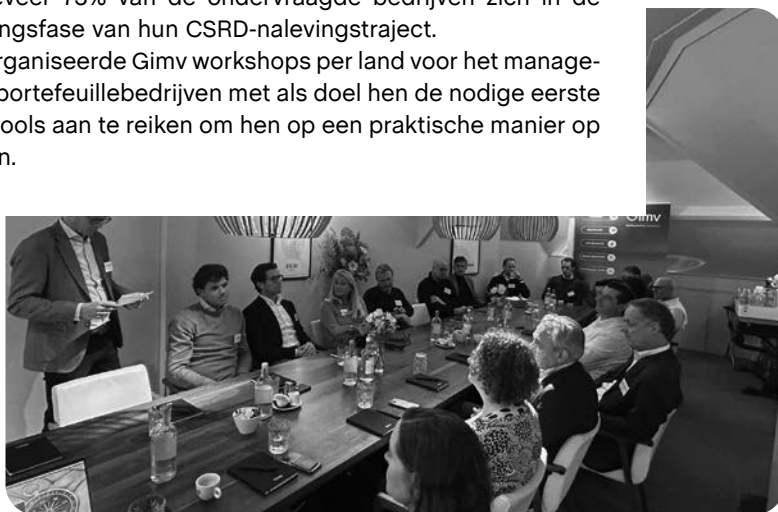 ingsfase van hun CSRD-nalevingstraject.
rganiseerde Gimv workshops per land voor het manage-
portefeuillebedrijven met als doel hen de nodige eerste
ools aan te reiken om hen op een praktische manier op
n.
Gimv